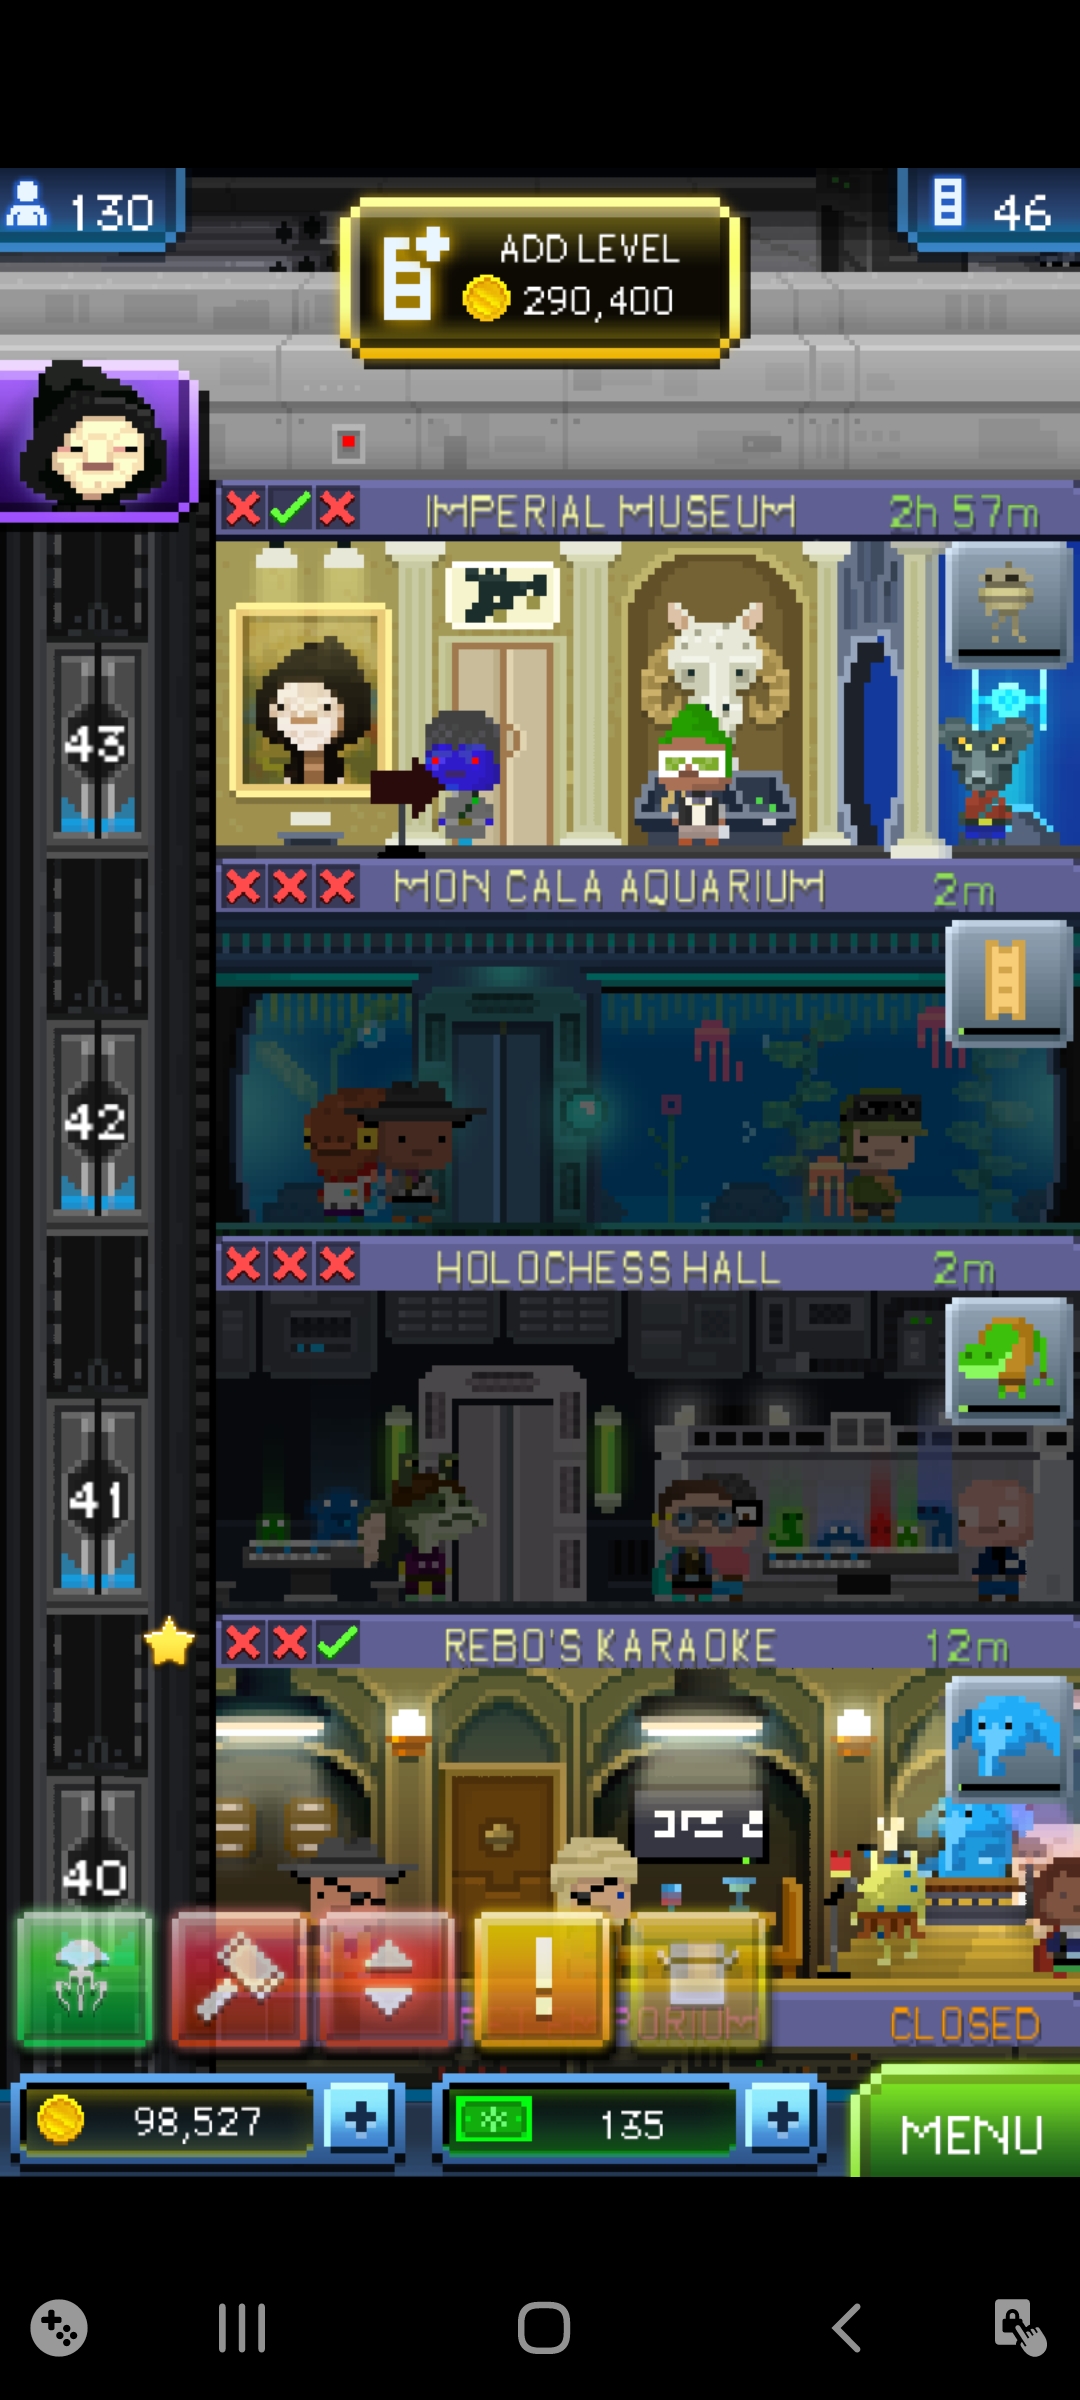 130
ADD LEVEL
290,400
46
IMPERIAL MUSEUM 2h 57m
43
MON CALA AQUARIUM 2m
42
HOLOCHESS HALL 2m
41
REBO'S KARAOKE 12m
40
CLOSED
98,527
135
MENU